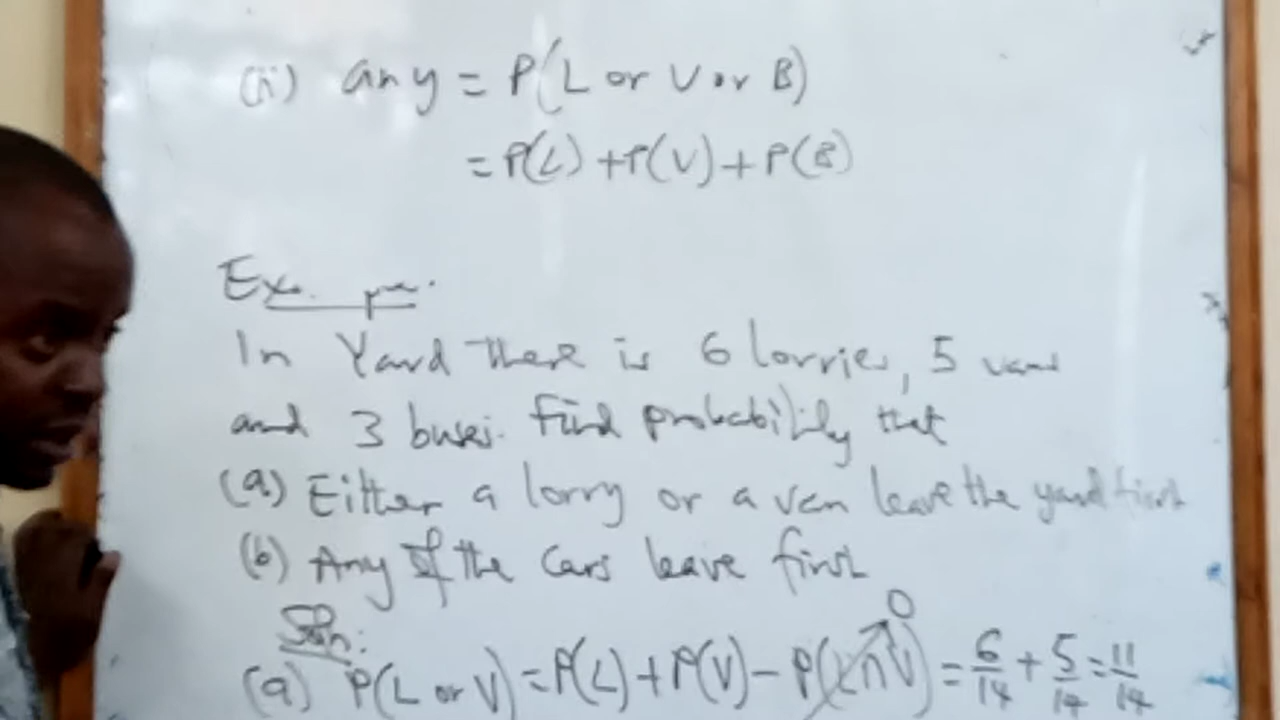 (ii) any = P(L or V or B)
= P(L) + P(V) + P(B)
In Yard There is 6 lorries, 5 vans
and 3 buses. Find probability that
(a) Either a lorry or a van leave the yard first
(b) Any of the Cars leave first
Soln:
(a) P(L or V) = P(L) + P(V) - P(L∩V) 0 = 6/14 + 5/14 = 11/14